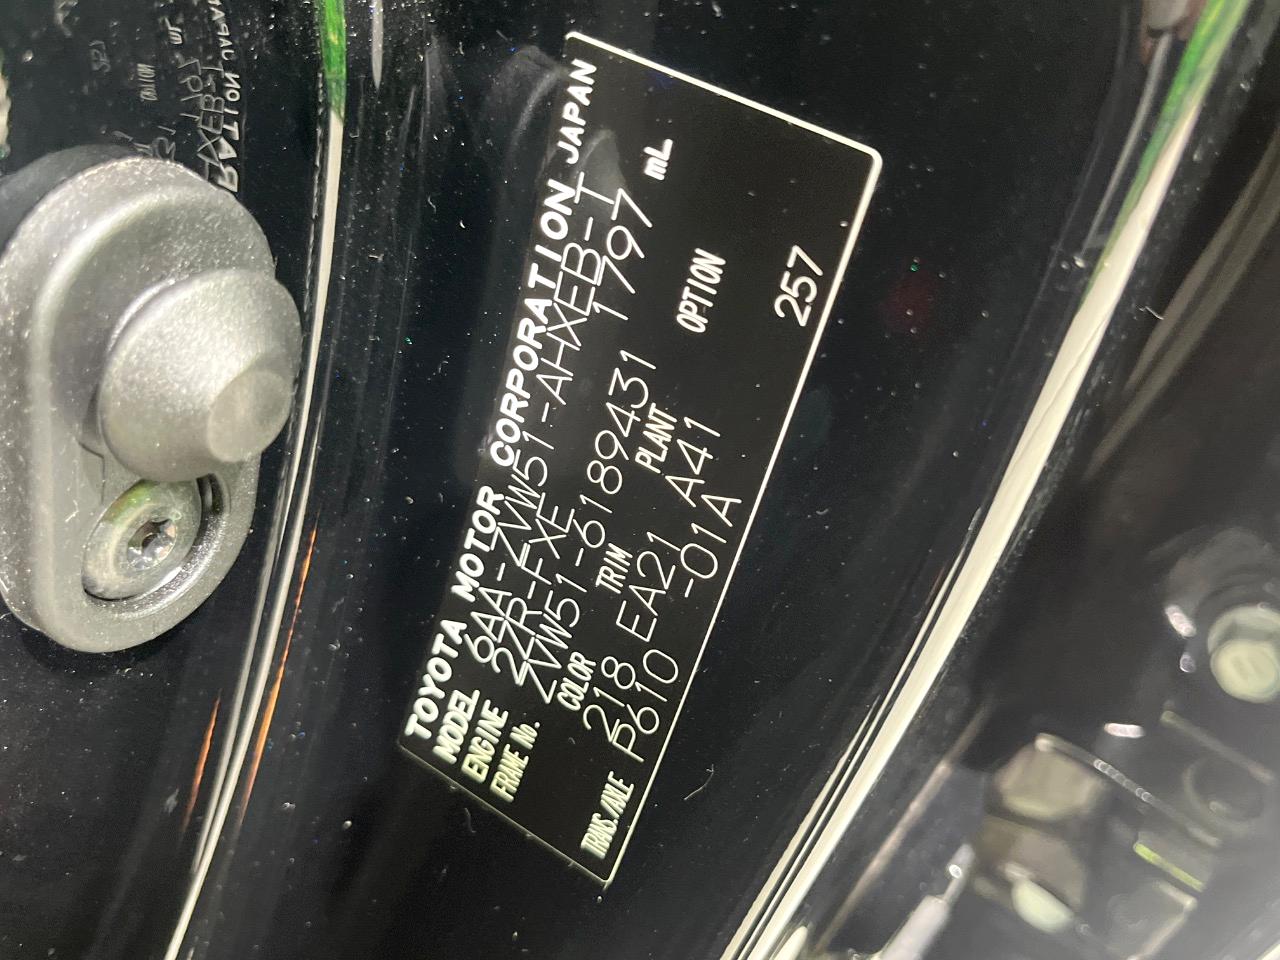 TOYOTA MOTOR CORPORATION JAPAN
MODEL 6AA-ZVW51-AHXEB-T
ENGINE 2ZR-FXE 1797 mL
FRAME No. ZVW51-6189431
COLOR TRIM PLANT OPTION
218 EA21 A41 257
TRANS./AXLE P610 -01A